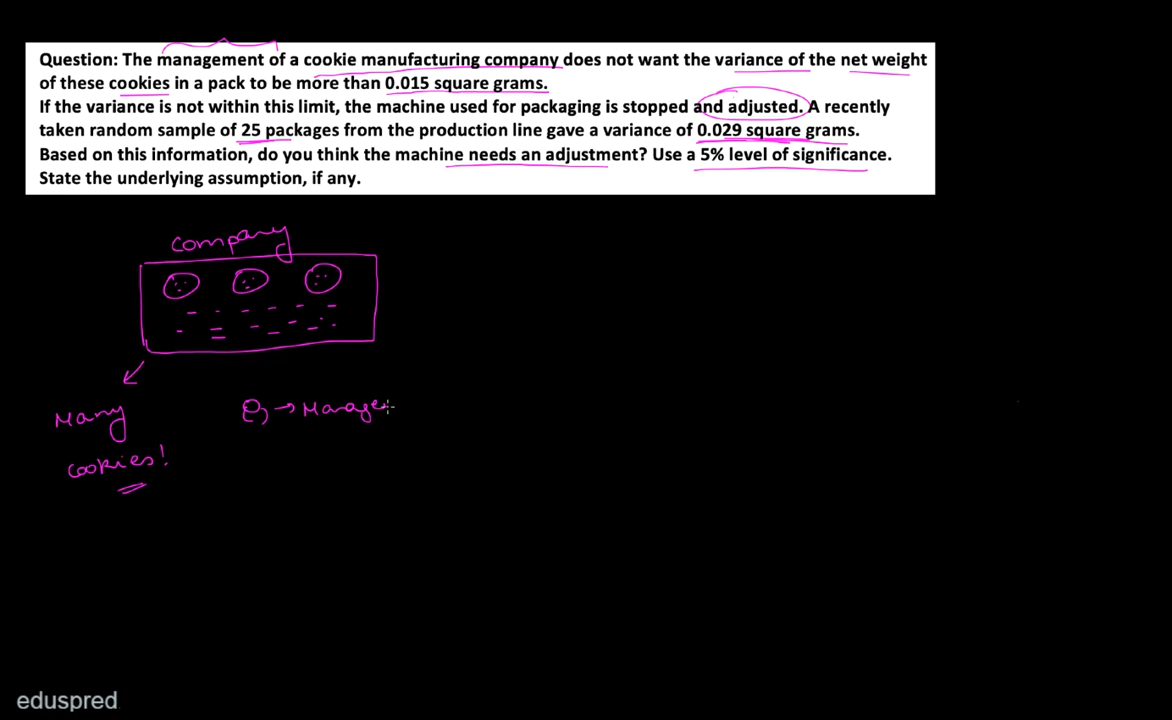 Question: The management of a cookie manufacturing company does not want the variance of the net weight
of these cookies in a pack to be more than 0.015 square grams.
If the variance is not within this limit, the machine used for packaging is stopped and adjusted. A recently
taken random sample of 25 packages from the production line gave a variance of 0.029 square grams.
Based on this information, do you think the machine needs an adjustment? Use a 5% level of significance.
State the underlying assumption, if any.
Company
Many
cookies!
→ Manage
eduspred